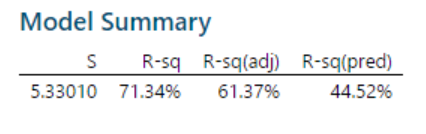 Model Summary
S R-sq R-sq(adj) R-sq(pred)
5.33010 71.34% 61.37% 44.52%